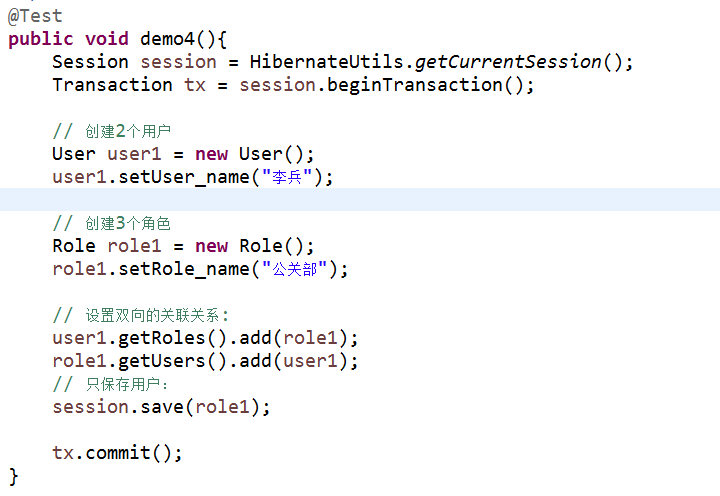 @Test
public void demo4(){
    Session session = HibernateUtils.getCurrentSession();
    Transaction tx = session.beginTransaction();
    // 创建2个用户
    User user1 = new User();
    user1.setUser_name("李兵");
    // 创建3个角色
    Role role1 = new Role();
    role1.setRole_name("公关部");
    // 设置双向的关联关系:
    user1.getRoles().add(role1);
    role1.getUsers().add(user1);
    // 只保存用户:
    session.save(role1);
    tx.commit();
}